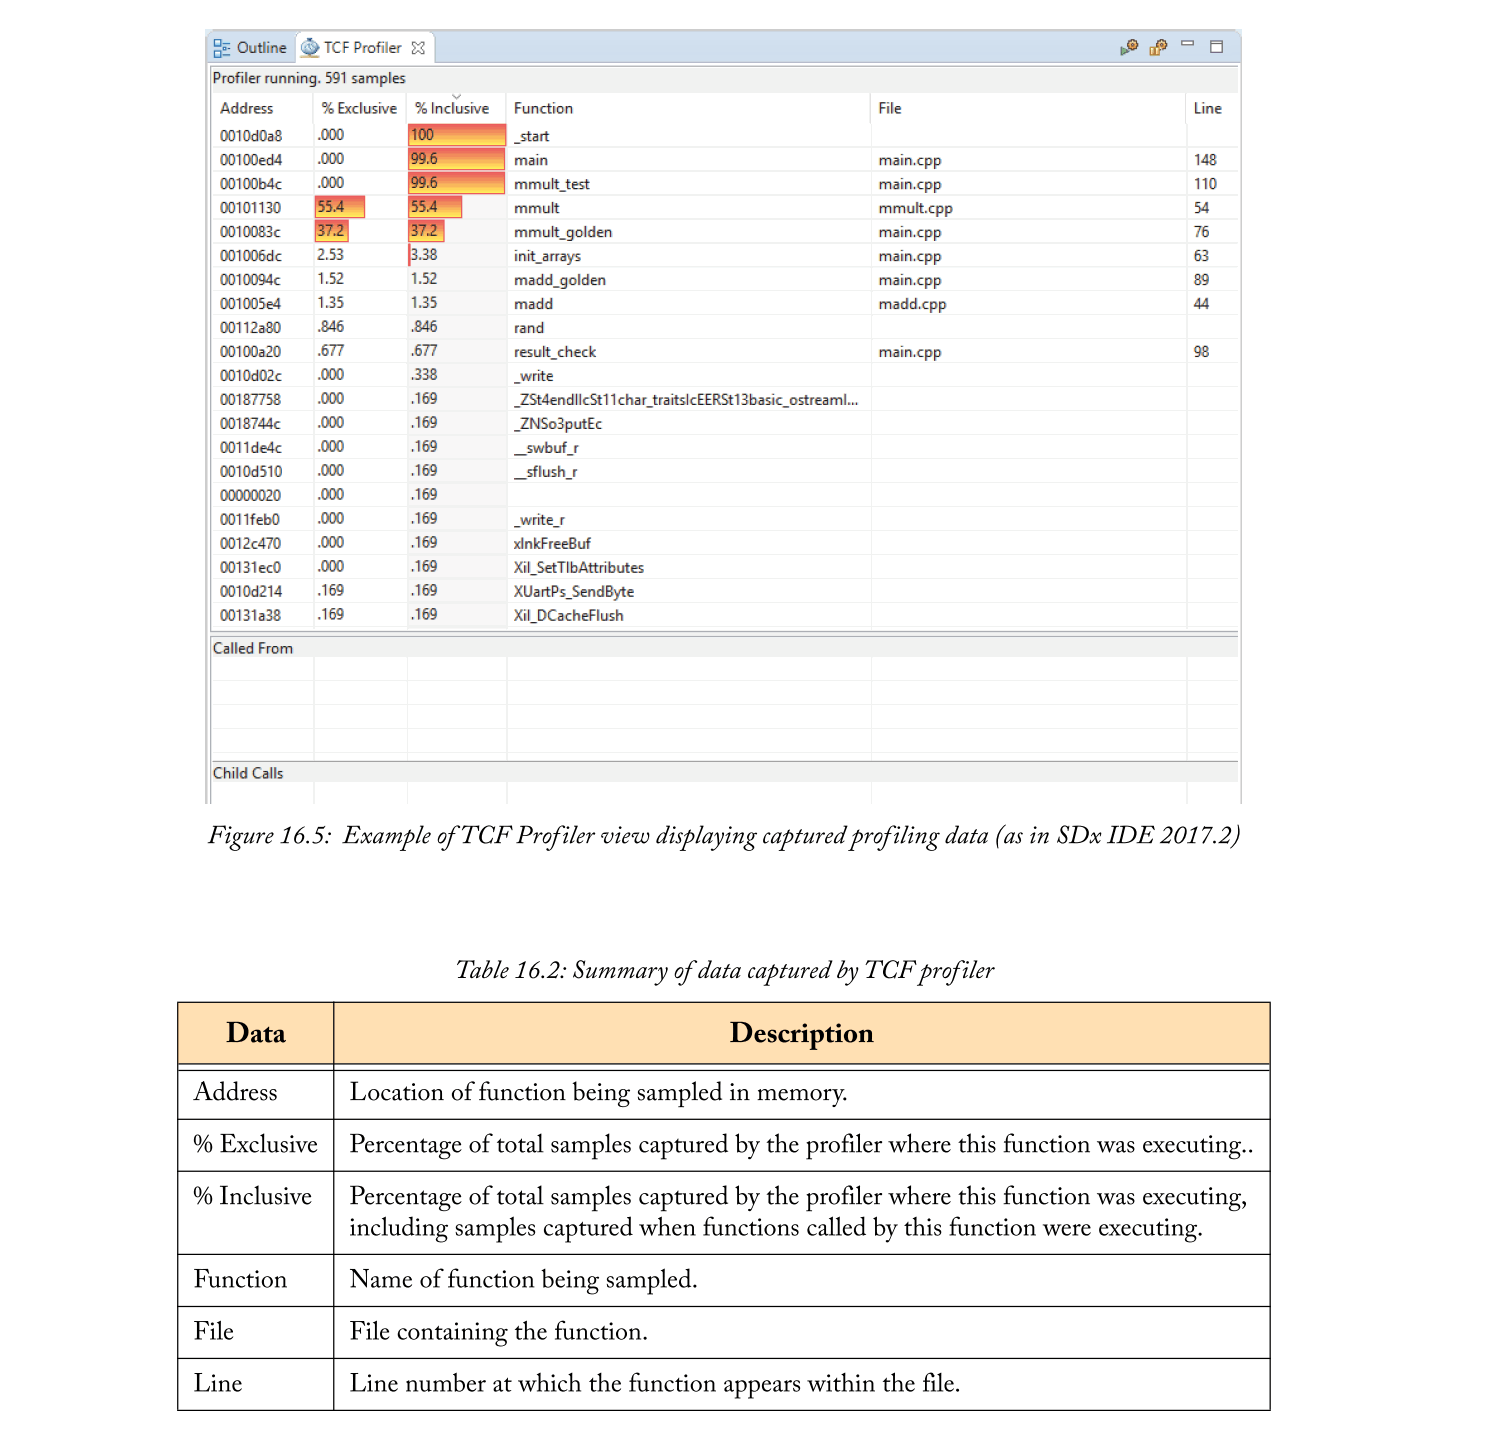 Outline TCF Profiler
Profiler running. 591 samples
Address % Exclusive % Inclusive Function File Line
0010d0a8 .000 100 _start
00100ed4 .000 99.6 main main.cpp 148
00100b4c .000 99.6 mmult_test main.cpp 110
00101130 55.4 55.4 mmult mmult.cpp 54
0010083c 37.2 37.2 mmult_golden main.cpp 76
001006dc 2.53 3.38 init_arrays main.cpp 63
0010094c 1.52 1.52 madd_golden main.cpp 89
001005e4 1.35 1.35 madd madd.cpp 44
00112a80 .846 .846 rand
00100a20 .677 .677 result_check main.cpp 98
0010d02c .000 .338 _write
00187758 .000 .169 _ZSt4endlIcSt11char_traitsIcEERSt13basic_ostreamI...
0018744c .000 .169 _ZNSo3putEc
0011de4c .000 .169 __swbuf_r
0010d510 .000 .169 __sflush_r
00000020 .000 .169
0011feb0 .000 .169 _write_r
0012c470 .000 .169 xInkFreeBuf
00131ec0 .000 .169 Xil_SetTlbAttributes
0010d214 .169 .169 XUartPs_SendByte
00131a38 .169 .169 Xil_DCacheFlush
Called From
Child Calls
Figure 16.5: Example of TCF Profiler view displaying captured profiling data (as in SDx IDE 2017.2)
Table 16.2: Summary of data captured by TCF profiler
Data Description
Address Location of function being sampled in memory.
% Exclusive Percentage of total samples captured by the profiler where this function was executing..
% Inclusive Percentage of total samples captured by the profiler where this function was executing,
including samples captured when functions called by this function were executing.
Function Name of function being sampled.
File File containing the function.
Line Line number at which the function appears within the file.